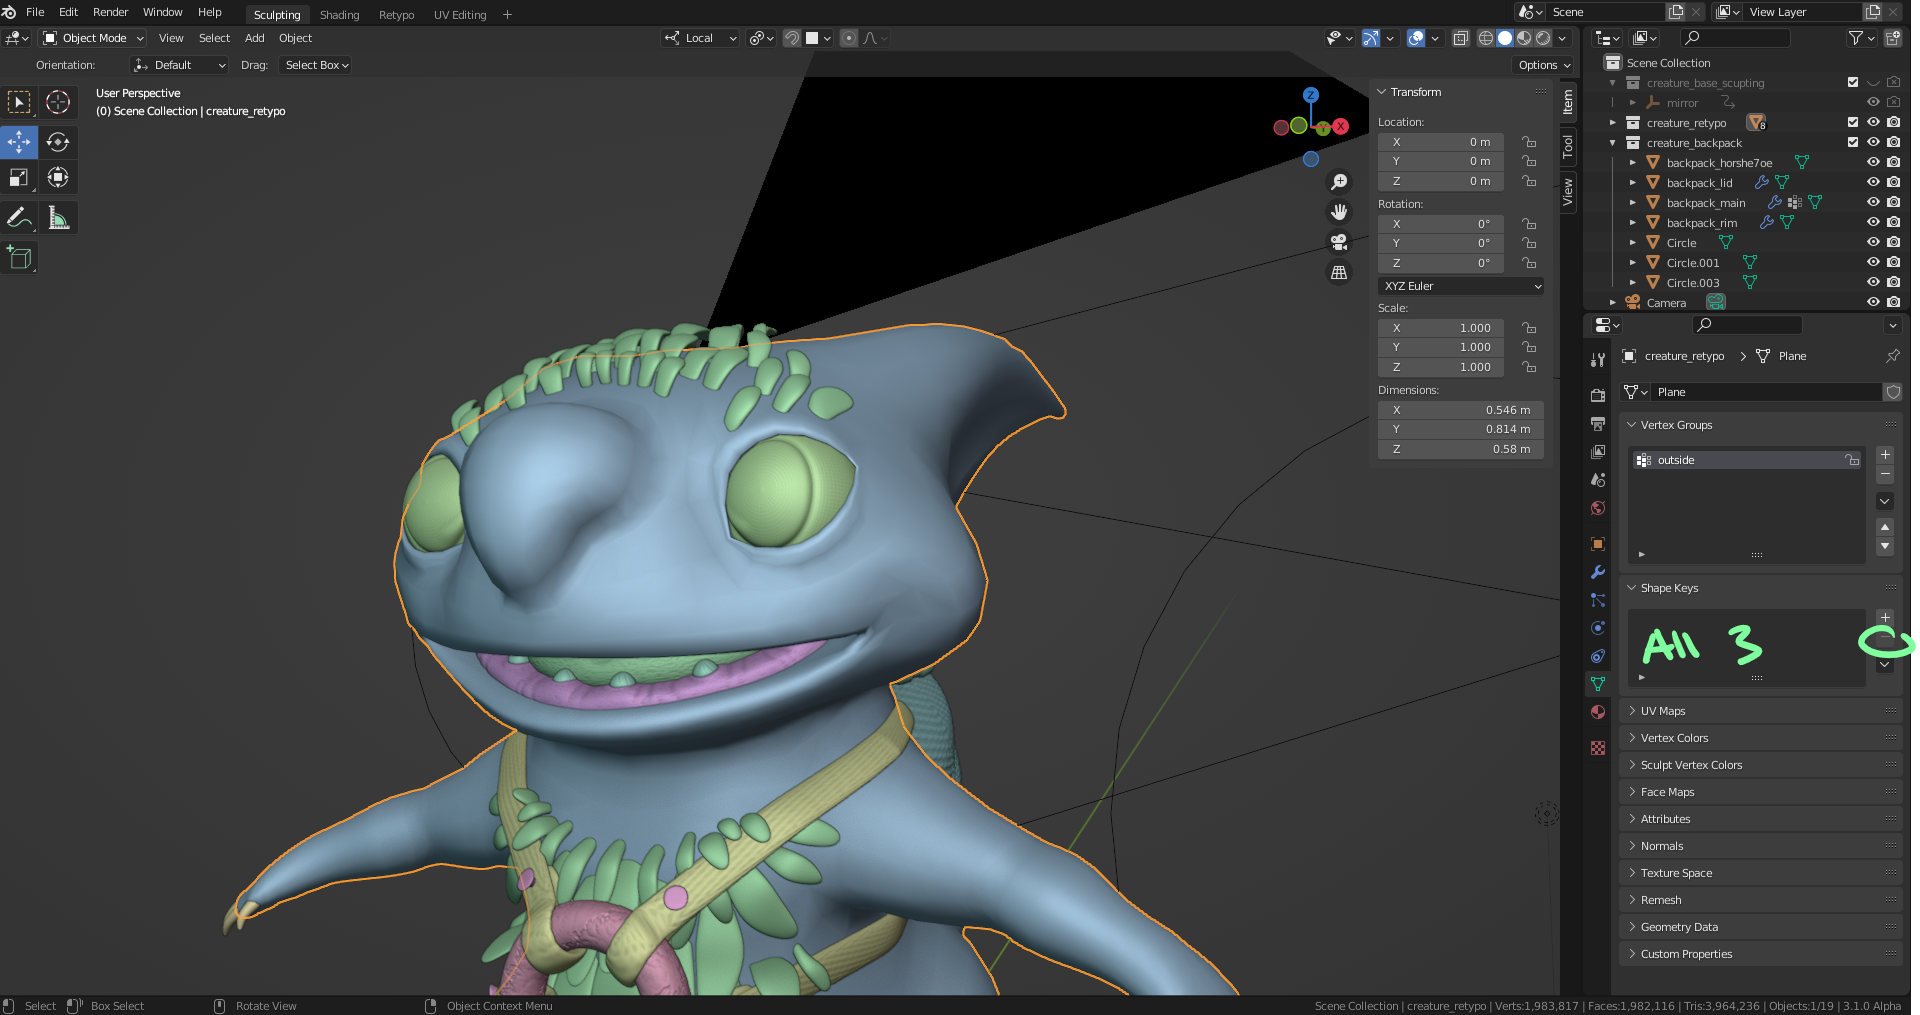 File Edit Render Window Help Sculpting Shading Retypo UV Editing + Scene View Layer
Object Mode View Select Add Object Local
Orientation: Default Drag: Select Box Options
User Perspective
(0) Scene Collection | creature_retypo
Z
X
Y
Transform
Location:
X 0 m
Y 0 m
Z 0 m
Rotation:
X 0°
Y 0°
Z 0°
XYZ Euler
Scale:
X 1.000
Y 1.000
Z 1.000
Dimensions:
X 0.546 m
Y 0.814 m
Z 0.58 m
Item
Tool
View
Scene Collection
creature_base_scupting
mirror
creature_retypo 8
creature_backpack
backpack_horshe7oe
backpack_lid
backpack_main
backpack_rim
Circle
Circle.001
Circle.003
Camera
creature_retypo Plane
Plane
Vertex Groups
outside
Shape Keys
All 3
UV Maps
Vertex Colors
Sculpt Vertex Colors
Face Maps
Attributes
Normals
Texture Space
Remesh
Geometry Data
Custom Properties
Select Box Select Rotate View Object Context Menu Scene Collection | creature_retypo | Verts:1,983,817 | Faces:1,982,116 | Tris:3,964,236 | Objects:1/19 | 3.1.0 Alpha